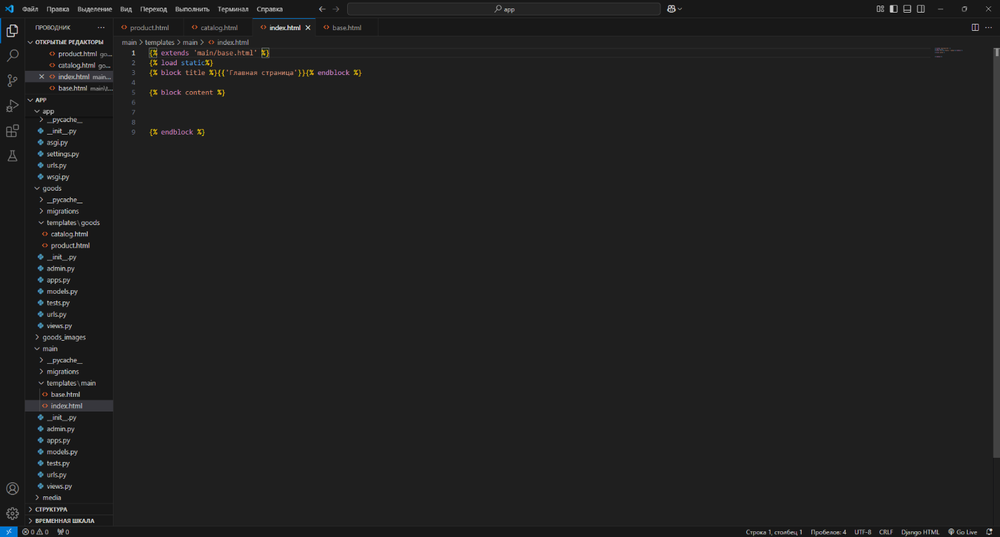 Файл Правка Выделение Вид Переход Выполнить Терминал Справка
app
ПРОВОДНИК
ОТКРЫТЫЕ РЕДАКТОРЫ
product.html go...
catalog.html go...
index.html main...
base.html main\t...
APP
app
__pycache__
__init__.py
asgi.py
settings.py
urls.py
wsgi.py
goods
__pycache__
migrations
templates\goods
catalog.html
product.html
__init__.py
admin.py
apps.py
models.py
tests.py
urls.py
views.py
goods_images
main
__pycache__
migrations
templates\main
base.html
index.html
__init__.py
admin.py
apps.py
models.py
tests.py
urls.py
views.py
media
СТРУКТУРА
ВРЕМЕННАЯ ШКАЛА
product.html catalog.html index.html base.html
main > templates > main > index.html
1 {% extends 'main/base.html' %}
2 {% load static%}
3 {% block title %}{{'Главная страница'}}{% endblock %}
4
5 {% block content %}
6
7
8
9 {% endblock %}
0 0 0 Строка 1, столбец 1 Пробелов: 4 UTF-8 CRLF Django HTML Go Live